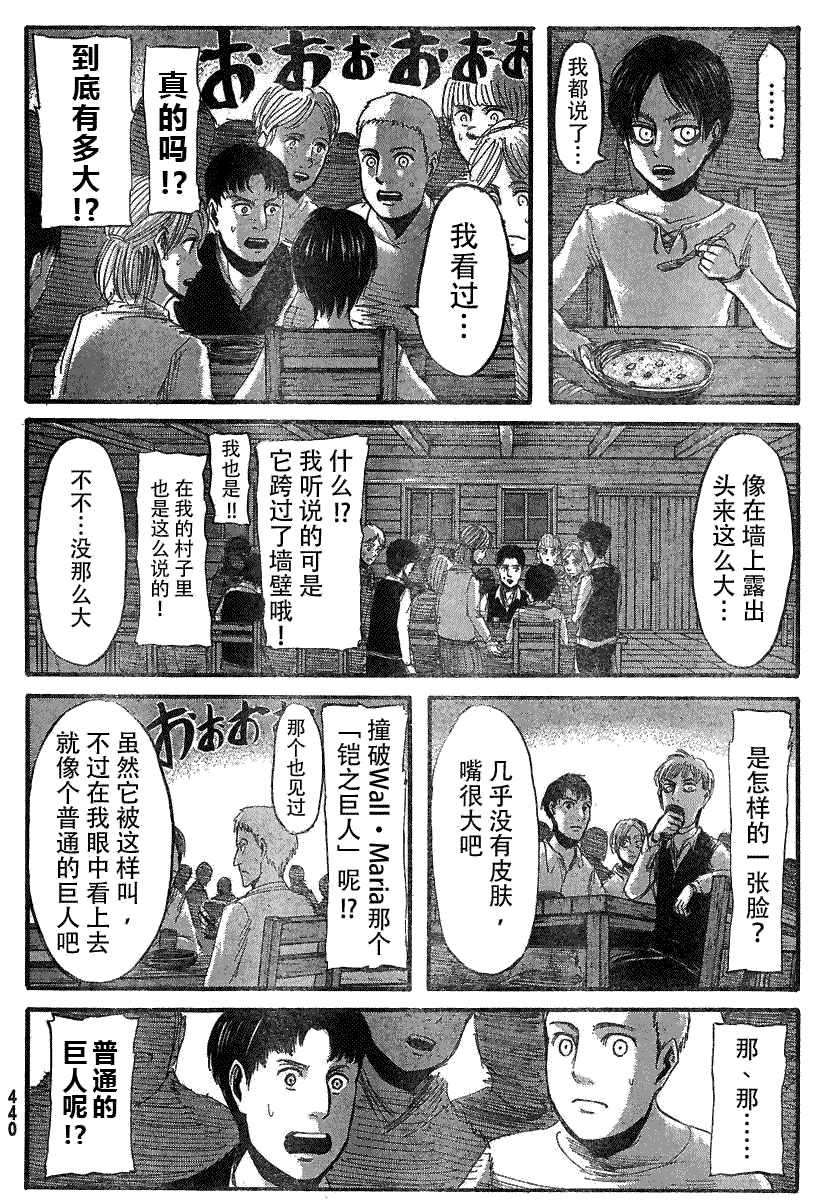 ……
我都说了…
おおおおおお
我看过…
真的吗!?
到底有多大!?
像在墙上露出
头来这么大…
什么!?
我听说的可是
它跨过了墙壁哦!
我也是!!
在我的村子里
也是这么说的!
不不…没那么大
是怎样的一张脸?
几乎没有皮肤,
嘴很大吧
撞破Wall・Maria那个
「铠之巨人」呢!?
那个也见过
おおおお
虽然它被这样叫,
不过在我眼中看上去
就像个普通的巨人吧
那、那……
普通的
巨人呢!?
440